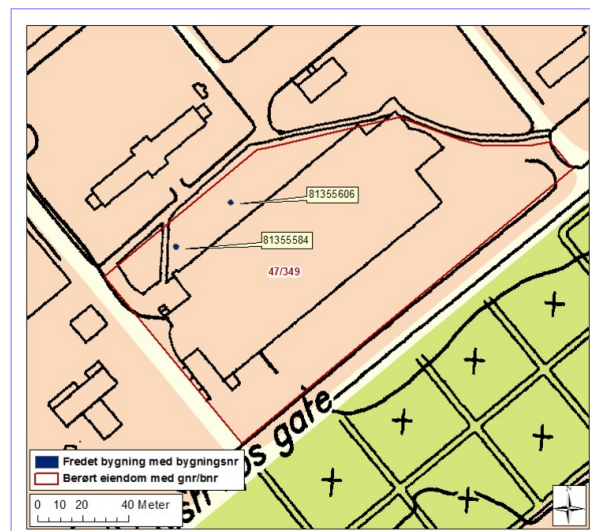 81355606
81355584
47/349
gate
Fredet bygning med bygningsnr
Berørt eiendom med gnr/bnr
0 10 20 40 Meter